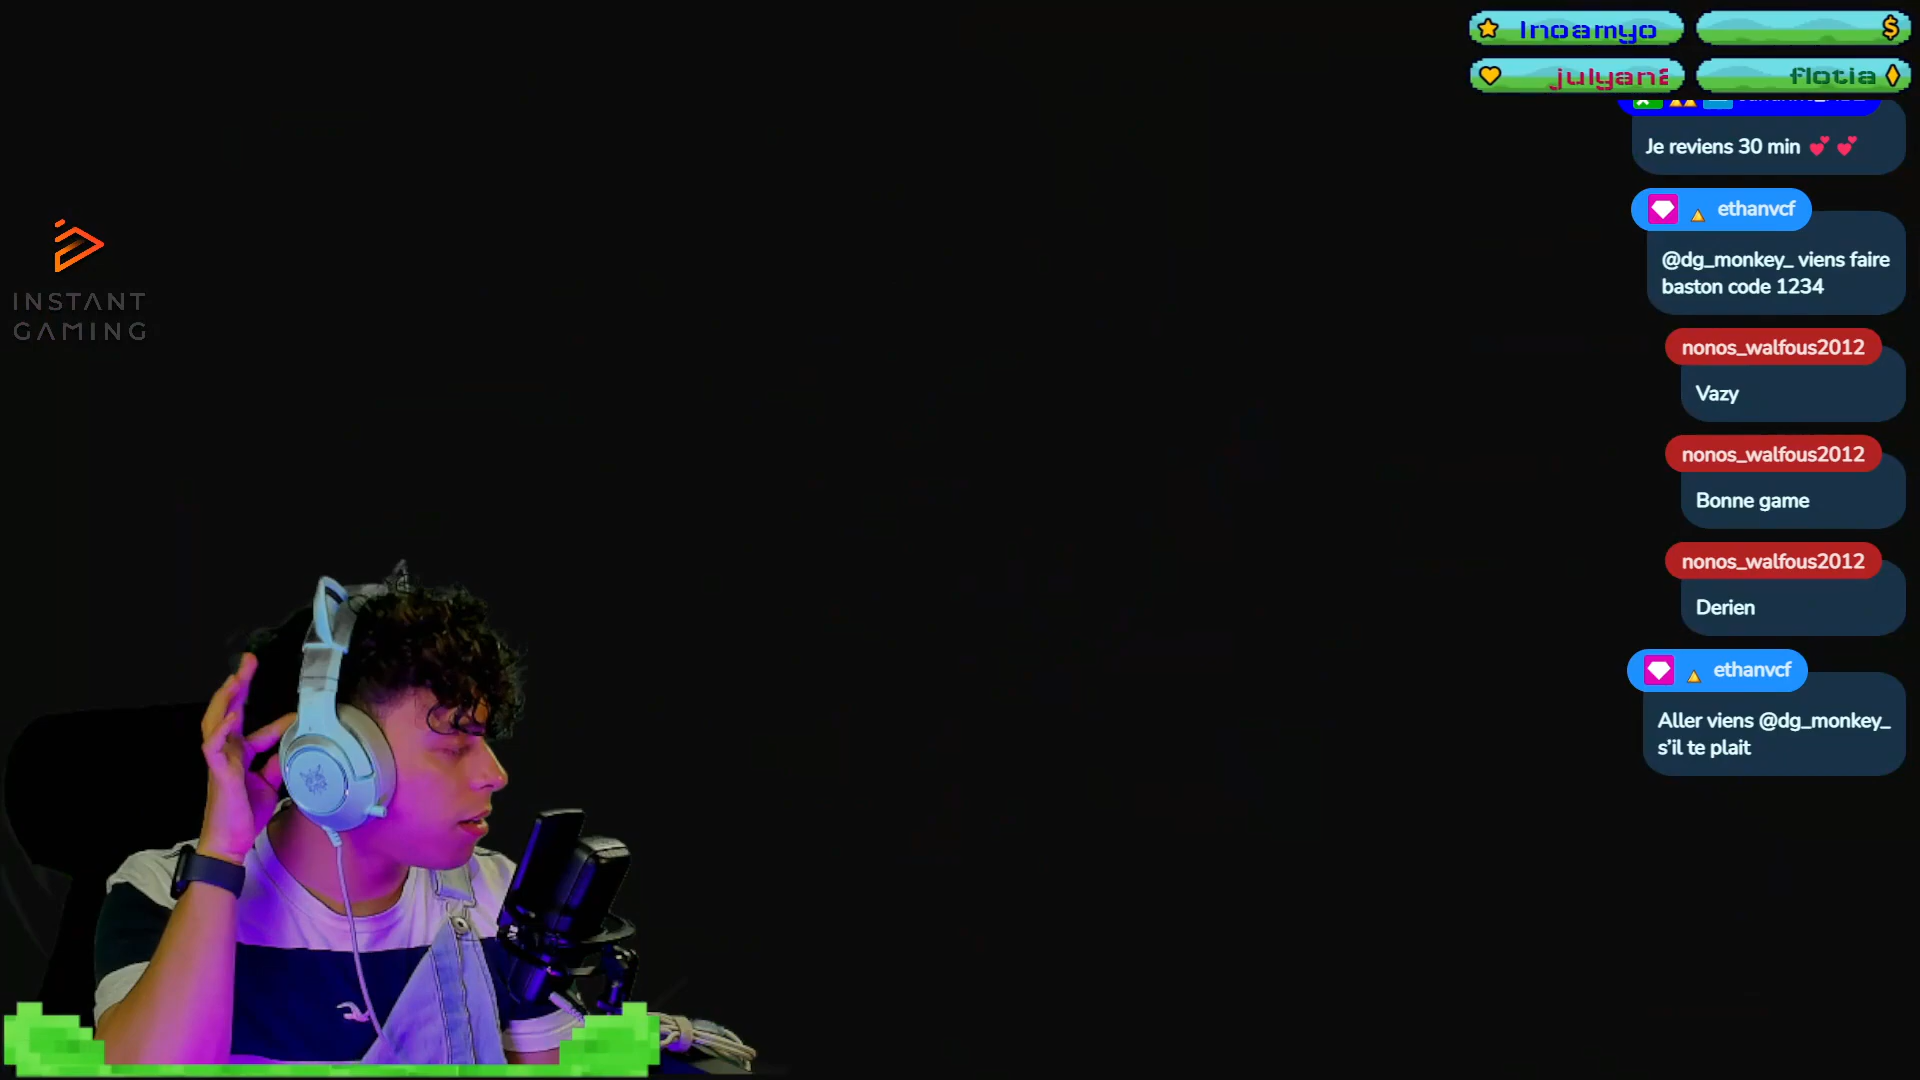 Inoamyo
julyan
flotia
Je reviens 30 min
ethanvcf
@dg_monkey_ viens faire
baston code 1234
nonos_walfous2012
Vazy
nonos_walfous2012
Bonne game
nonos_walfous2012
Derien
ethanvcf
Aller viens @dg_monkey_
s'il te plait
INSTANT
GAMING